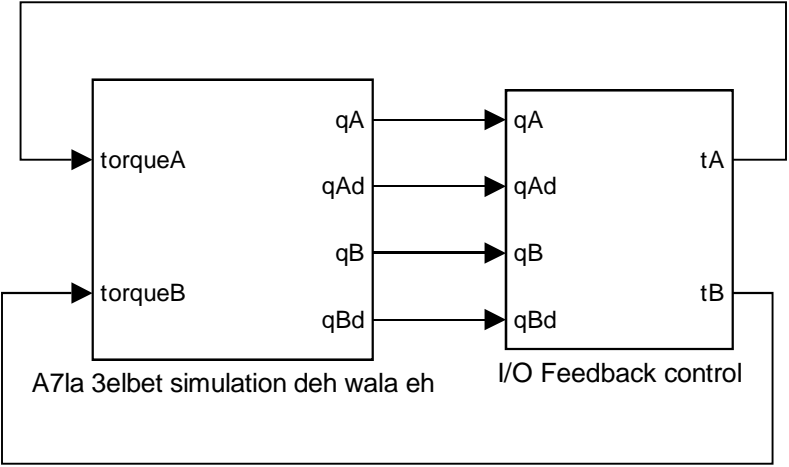 qA
qAd
qB
qBd
torqueA
torqueB
A7la 3elbet simulation deh wala eh
qA
qAd
qB
qBd
tA
tB
I/O Feedback control